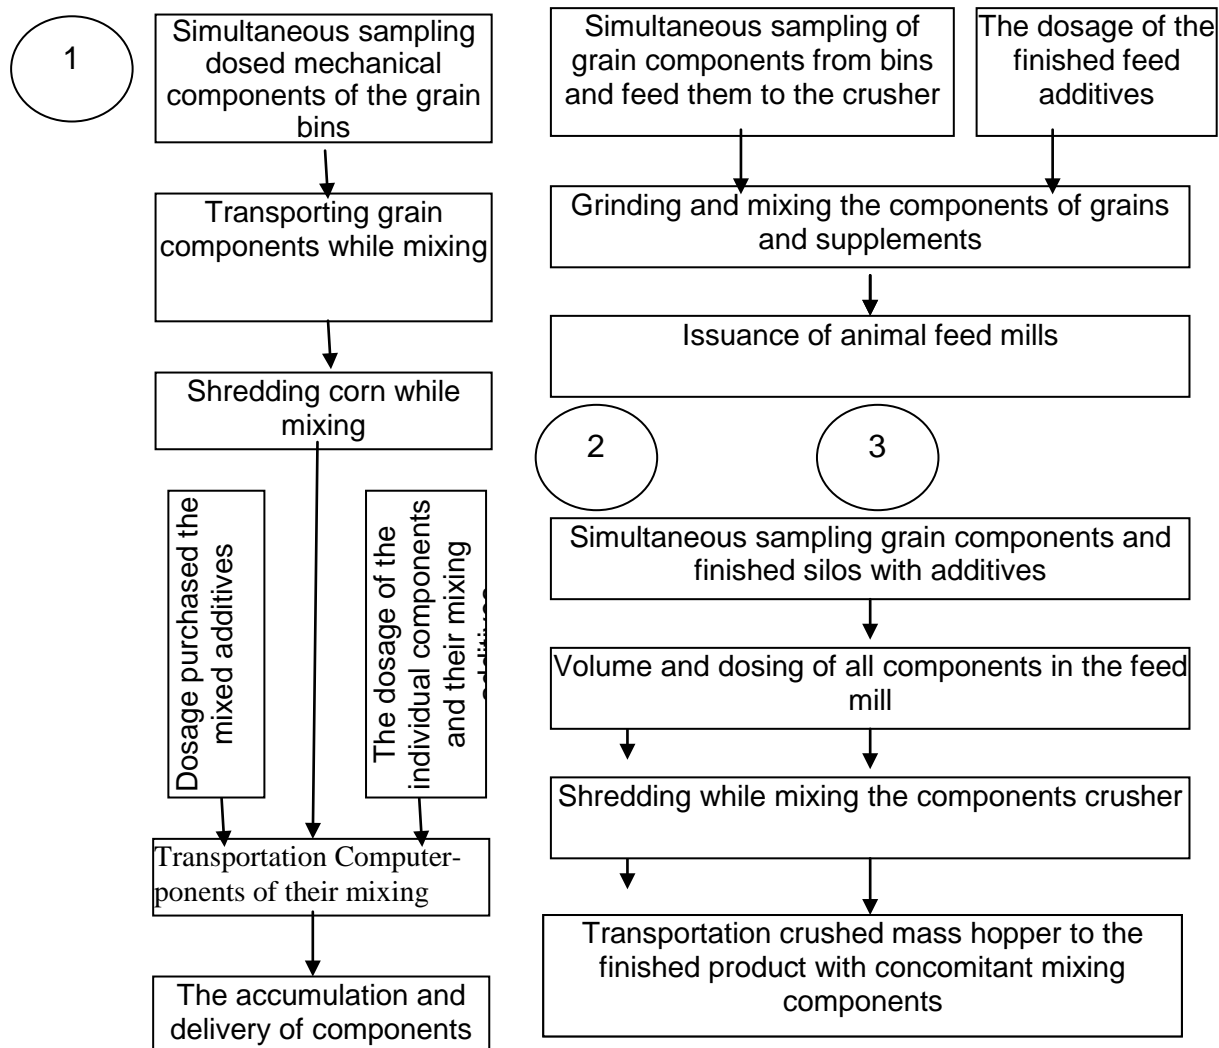 1
Simultaneous sampling
dosed mechanical
components of the grain
bins
Transporting grain
components while mixing
Shredding corn while
mixing
Dosage purchased the
mixed additives
The dosage of the
individual components
and their mixing
Transportation Computer-
ponents of their mixing
The accumulation and
delivery of components
Simultaneous sampling of
grain components from bins
and feed them to the crusher
The dosage of the
finished feed
additives
Grinding and mixing the components of grains
and supplements
Issuance of animal feed mills
2
3
Simultaneous sampling grain components and
finished silos with additives
Volume and dosing of all components in the feed
mill
Shredding while mixing the components crusher
Transportation crushed mass hopper to the
finished product with concomitant mixing
components